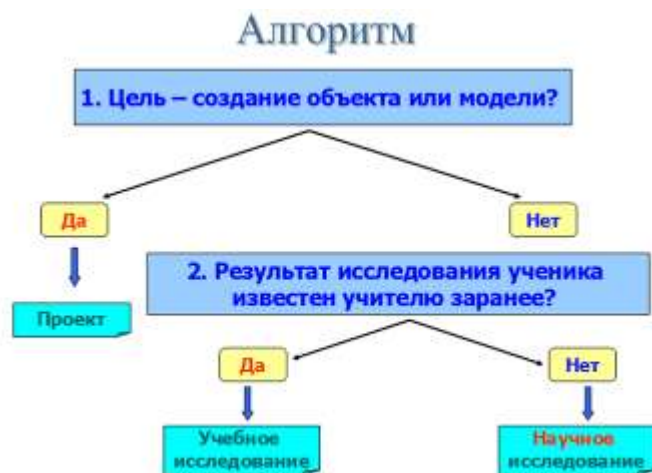 Алгоритм
1. Цель – создание объекта или модели?
Да
Нет
2. Результат исследования ученика
известен учителю заранее?
Проект
Да
Нет
Учебное
исследование
Научное
исследование